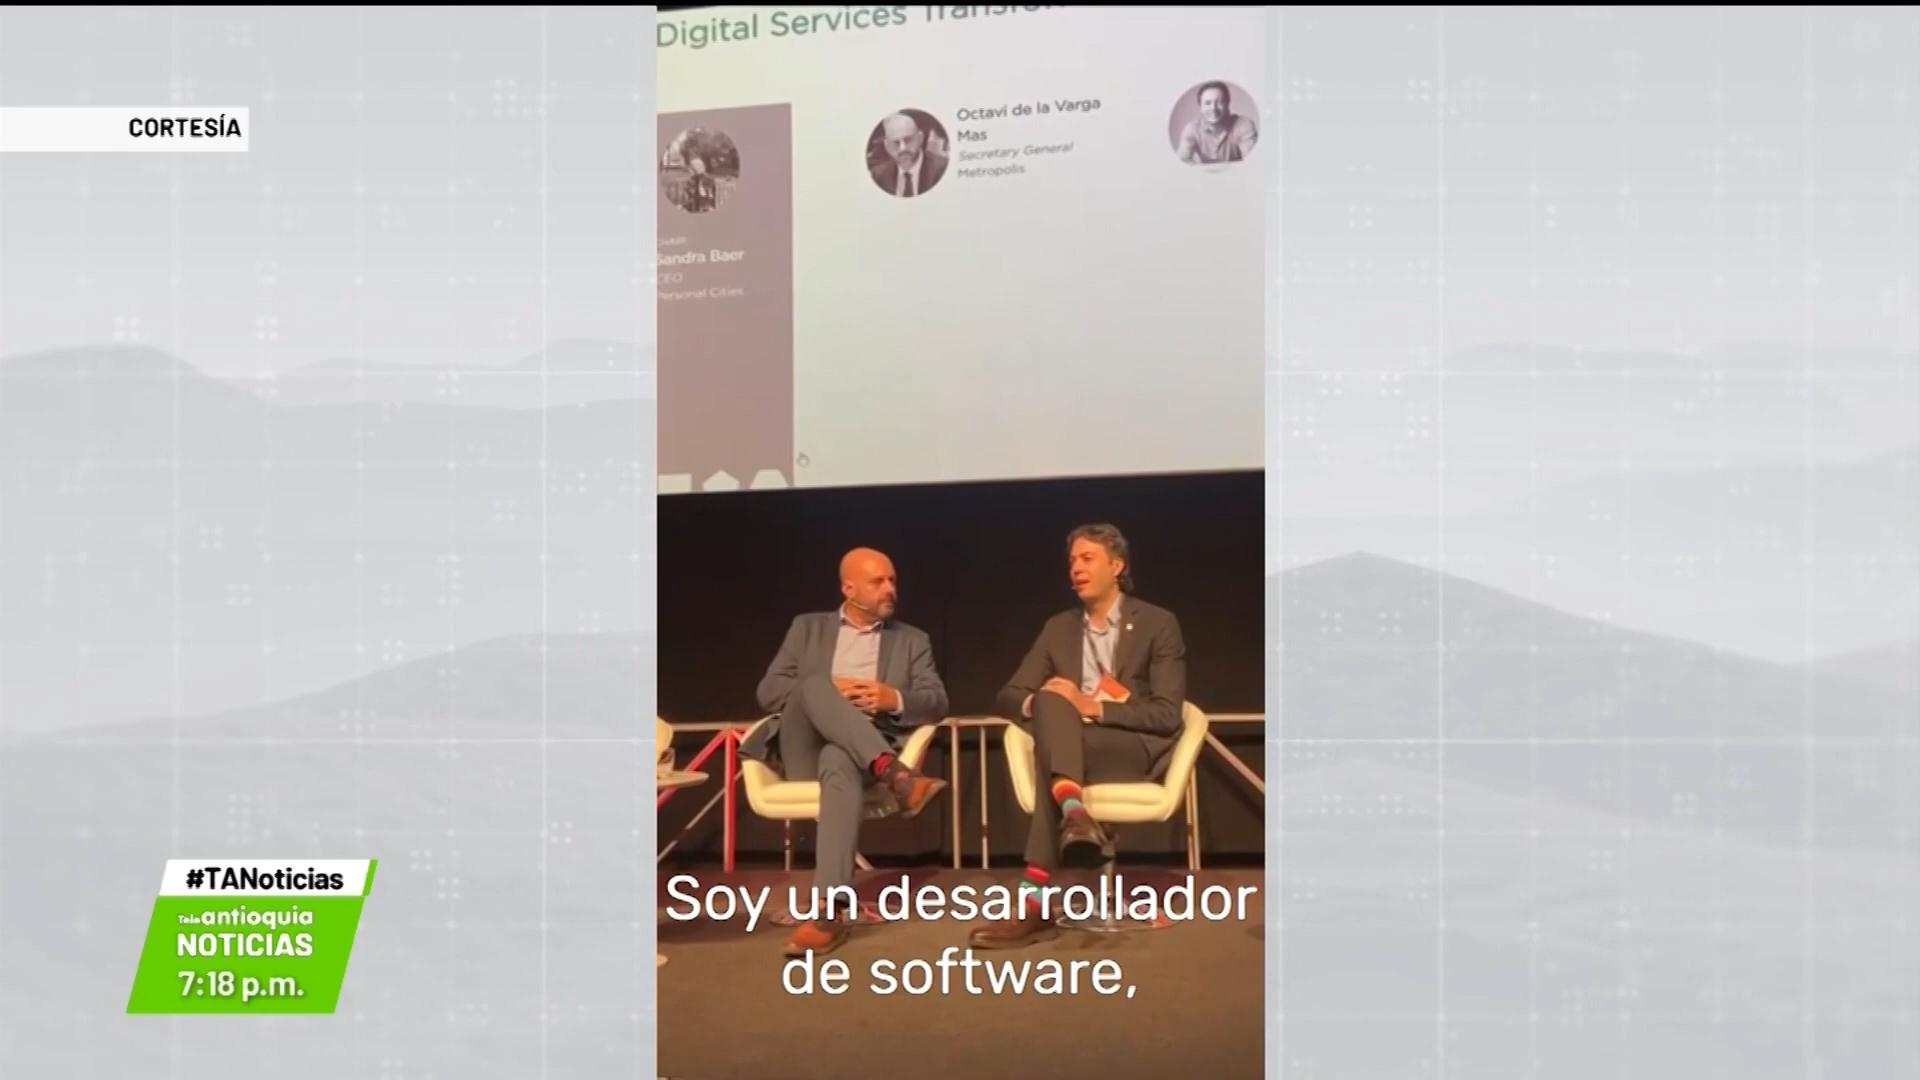 Digital Services
CORTESÍA
Octavi de la Varga
Mas
Secretary General
Metropolis
Sandra Baer
CEO
Personal Cities
#TANoticias
Tele antioquia
NOTICIAS
7:18 p.m.
Soy un desarrollador
de software,